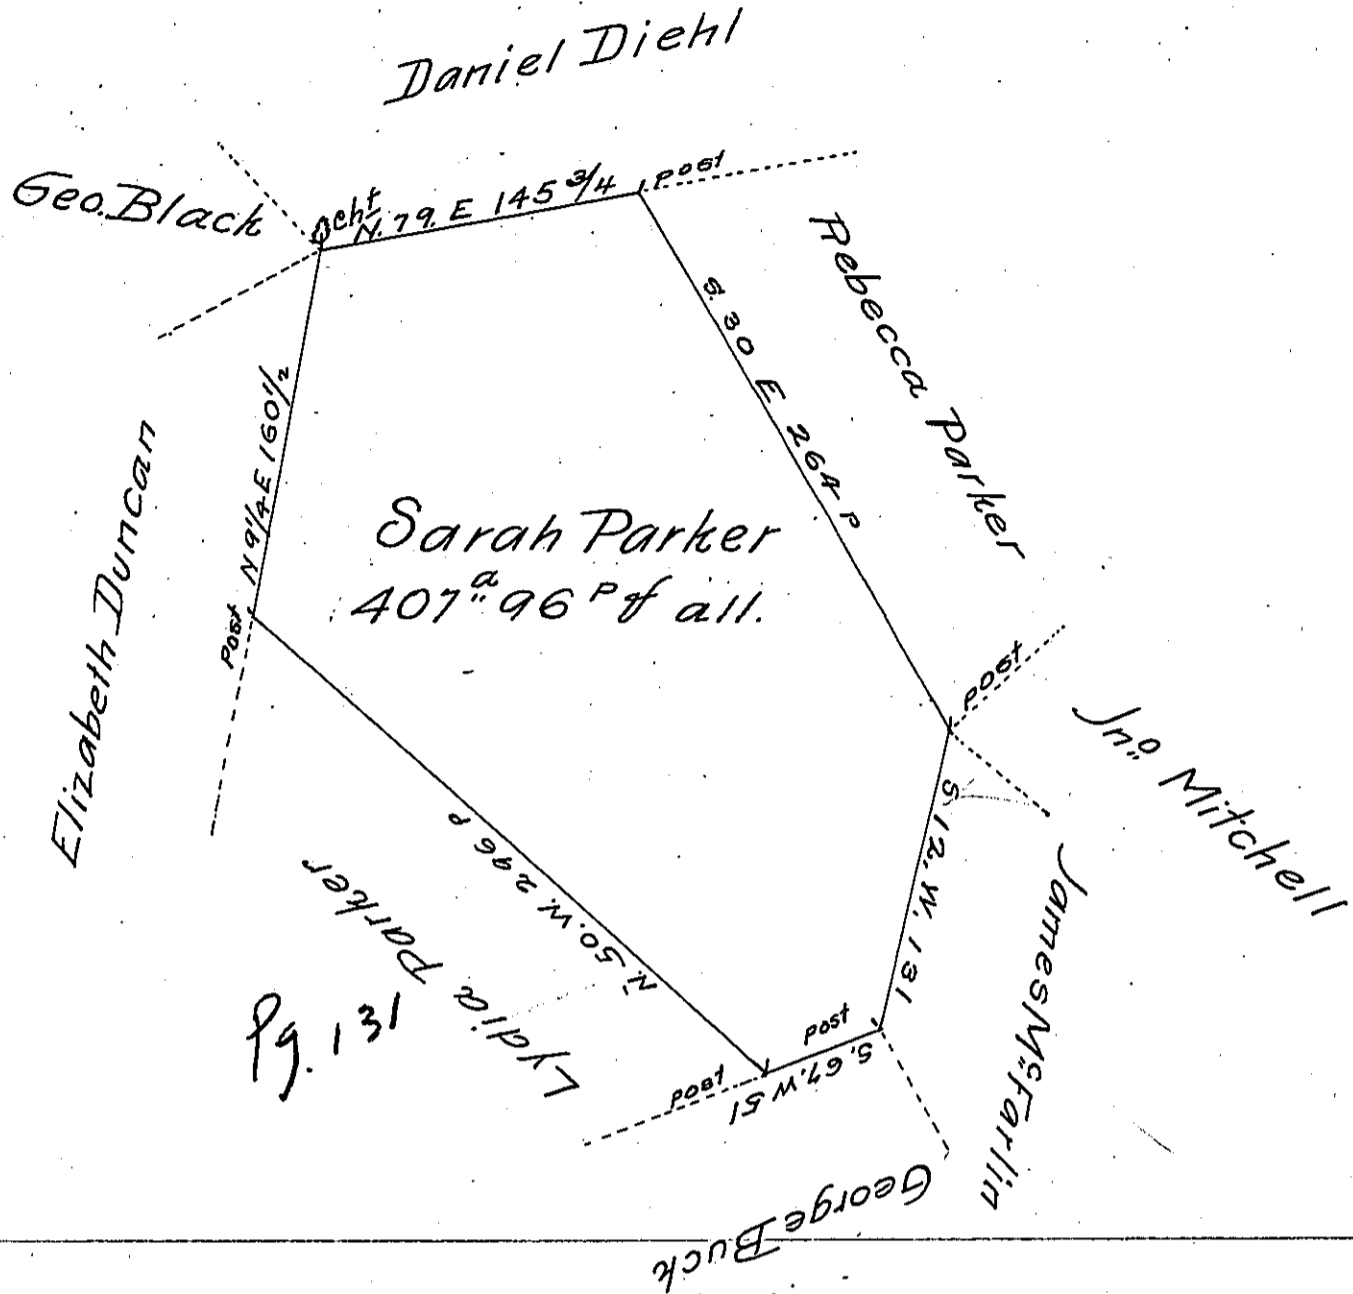 Daniel Diehl
Geo. Black
cht
N. 79. E 145 3/4
post
Rebecca Parker
S. 30 E 264 P
N 9 1/4 E 160 1/2
Elizabeth Duncan
Sarah Parker
407 a 96 P & all.
Post
post
Jno. Mitchell
S 12. W. 131
James McFarlin
N. 50. W. 296 P
Lydia Parker
Pg. 131
post
S. 67. W 51
post
George Buck